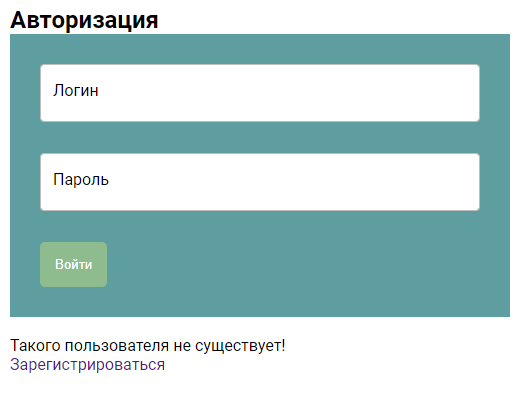 Авторизация
Логин
Пароль
Войти
Такого пользователя не существует!
Зарегистрироваться